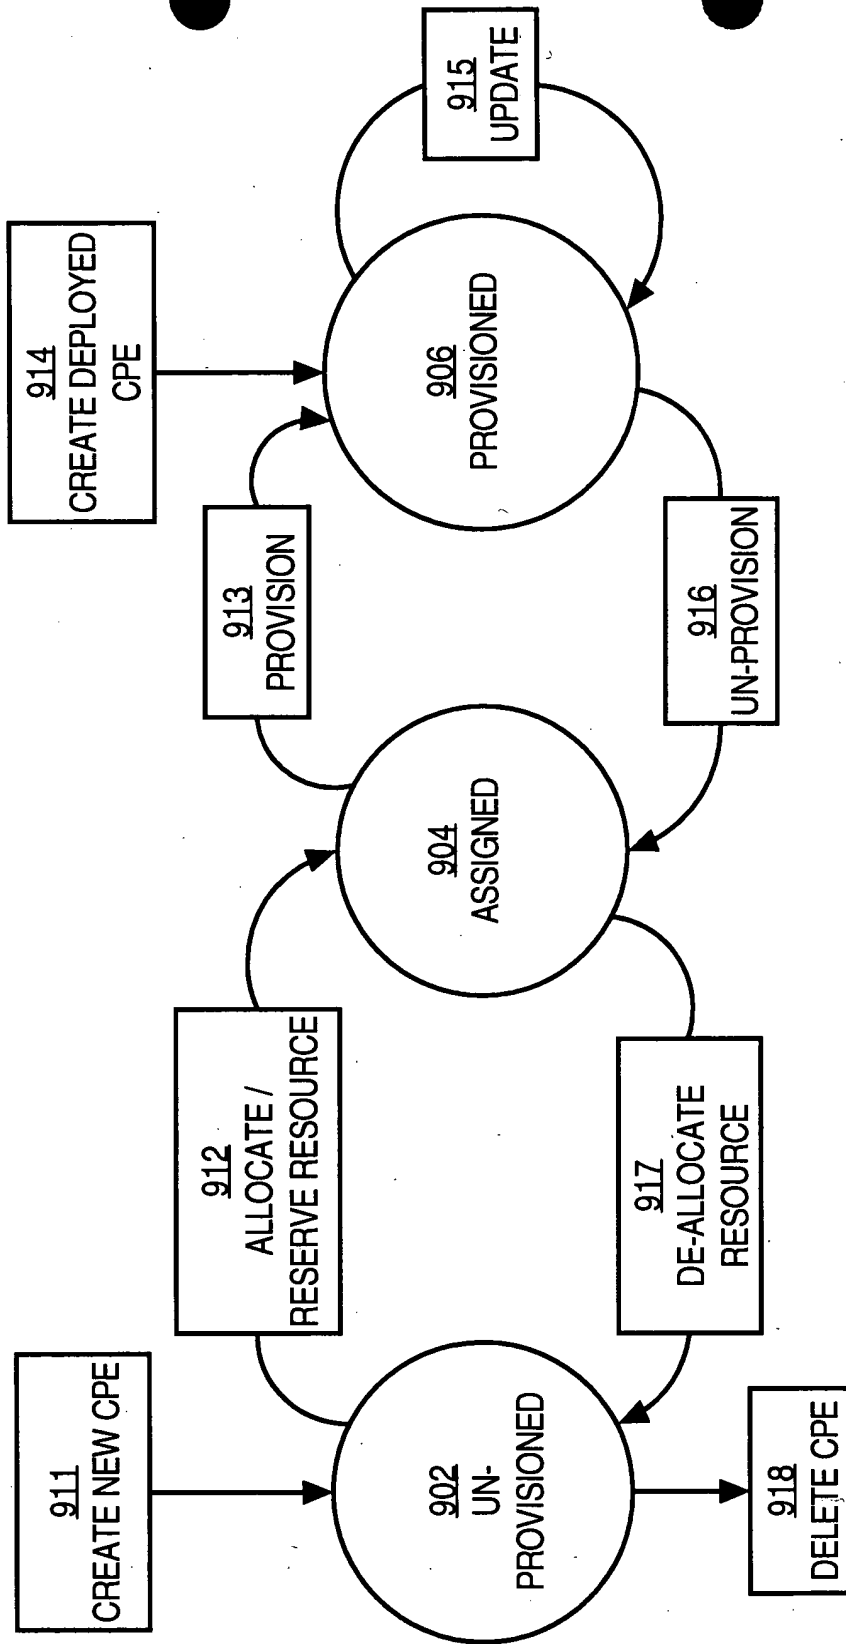 911
CREATE NEW CPE
912
ALLOCATE /
RESERVE RESOURCE
913
PROVISION
914
CREATE DEPLOYED
CPE
902
UN-
PROVISIONED
904
ASSIGNED
906
PROVISIONED
915
UPDATE
918
DELETE CPE
917
DE-ALLOCATE
RESOURCE
916
UN-PROVISION